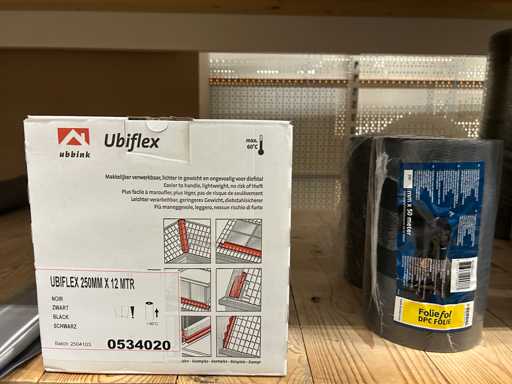 ubbink
Ubiflex
max.
60°C
Makkelijker verwerkbaar, lichter in gewicht en ongevoelig voor diefstal
Easier to handle, lightweight, no risk of theft
Plus facile à maroufler, plus léger, pas de risque de soulèvement
Leichter verarbeitbar, geringeres Gewicht, diebstahlsicherer
Più maneggevole, leggero, nessun rischio di furto
UBIFLEX 250MM X 12 MTR
NOIR
ZWART
BLACK
SCHWARZ
Batch 2504103
0534020
mm x 50 meter
Foliefol
DPC FOLIE